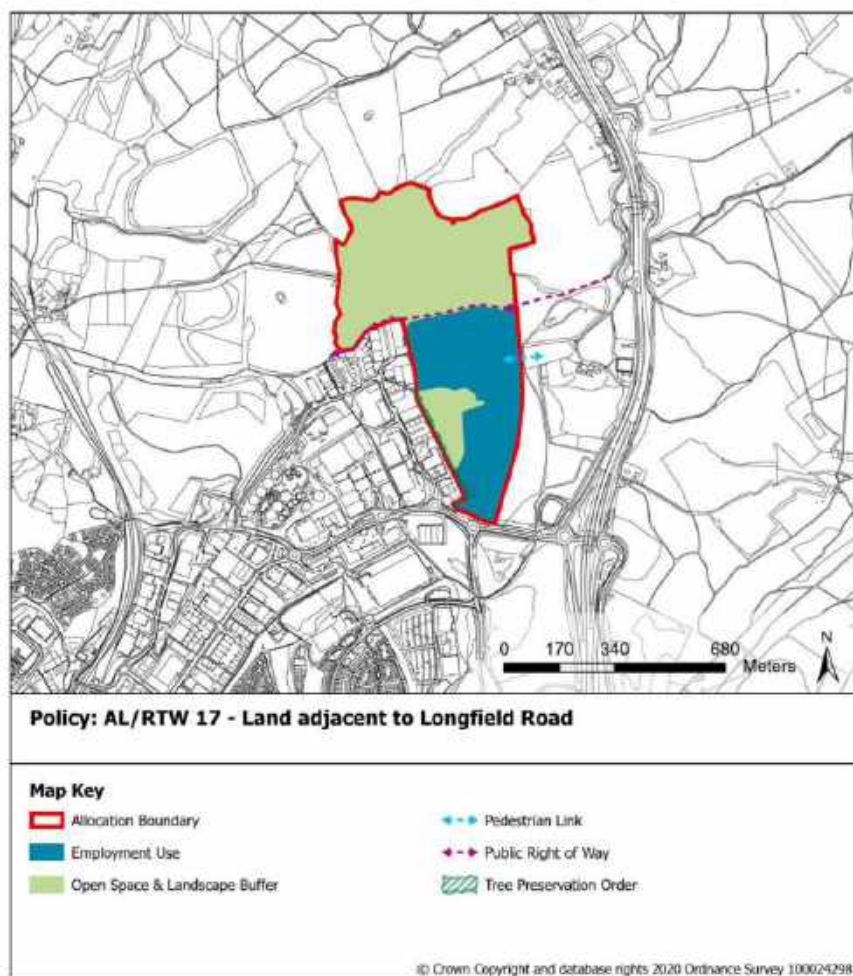 0 170 340 680
Meters
N
Policy: AL/RTW 17 - Land adjacent to Longfield Road
Map Key
Allocation Boundary
Employment Use
Open Space & Landscape Buffer
Pedestrian Link
Public Right of Way
Tree Preservation Order
© Crown Copyright and database rights 2020 Ordnance Survey 100024298